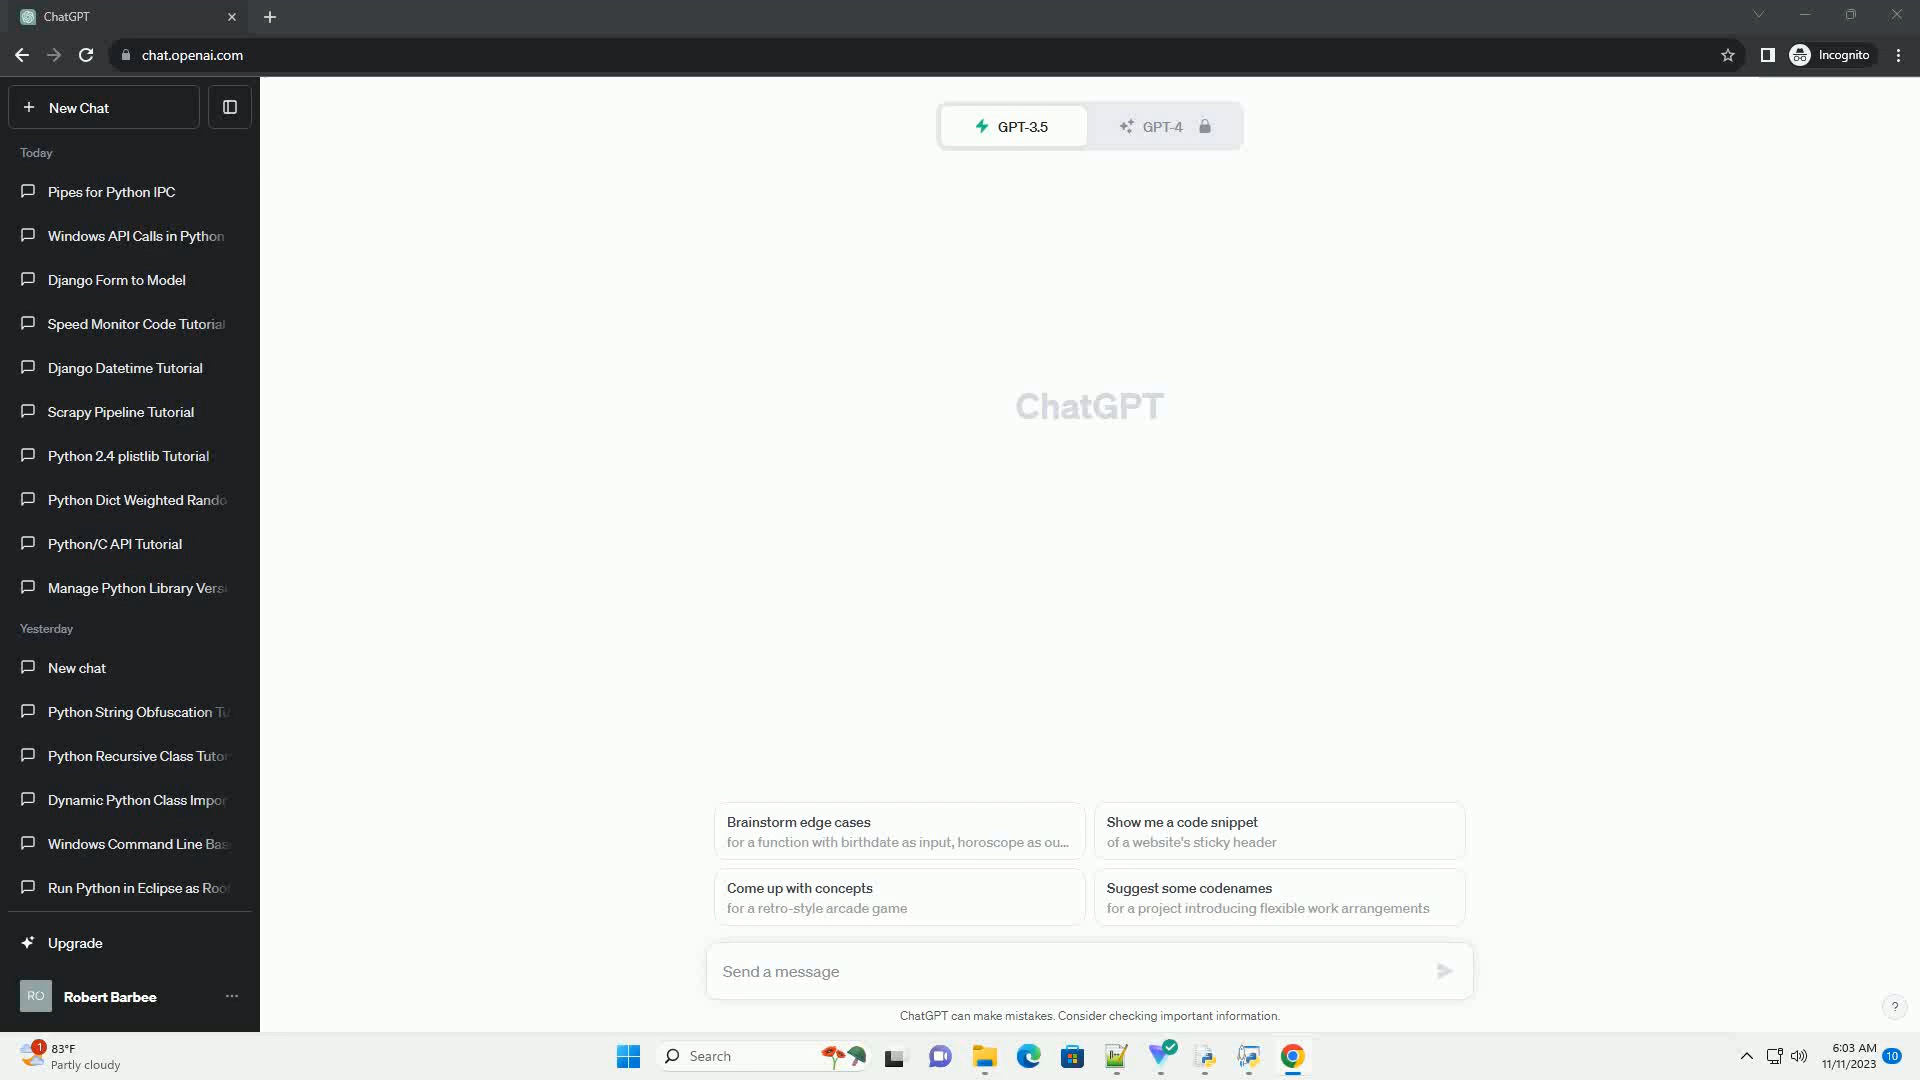 ChatGPT
chat.openai.com
Incognito
New Chat
Today
Pipes for Python IPC
Windows API Calls in Python
Django Form to Model
Speed Monitor Code Tutorial
Django Datetime Tutorial
Scrapy Pipeline Tutorial
Python 2.4 plistlib Tutorial
Python Dict Weighted Rando
Python/C API Tutorial
Manage Python Library Vers
Yesterday
New chat
Python String Obfuscation Tu
Python Recursive Class Tutor
Dynamic Python Class Impor
Windows Command Line Bas
Run Python in Eclipse as Roo
Upgrade
RO
Robert Barbee
GPT-3.5
GPT-4
ChatGPT
Brainstorm edge cases
for a function with birthdate as input, horoscope as ou...
Show me a code snippet
of a website's sticky header
Come up with concepts
for a retro-style arcade game
Suggest some codenames
for a project introducing flexible work arrangements
Send a message
ChatGPT can make mistakes. Consider checking important information.
?
1
83°F
Partly cloudy
Search
6:03 AM
11/11/2023
10